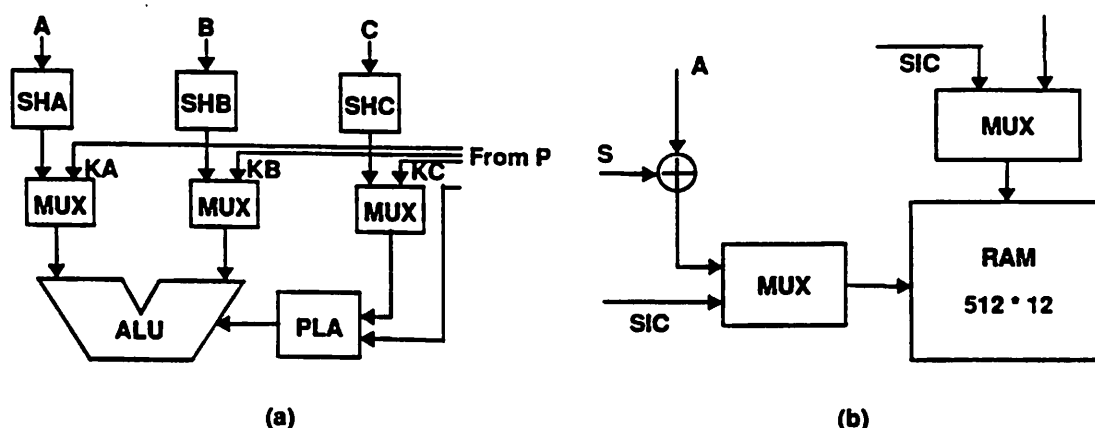 A
B
C
SHA
SHB
SHC
From P
KA
KB
KC
MUX
MUX
MUX
ALU
PLA
(a)
SIC
MUX
A
S
RAM
512 * 12
MUX
SIC
(b)